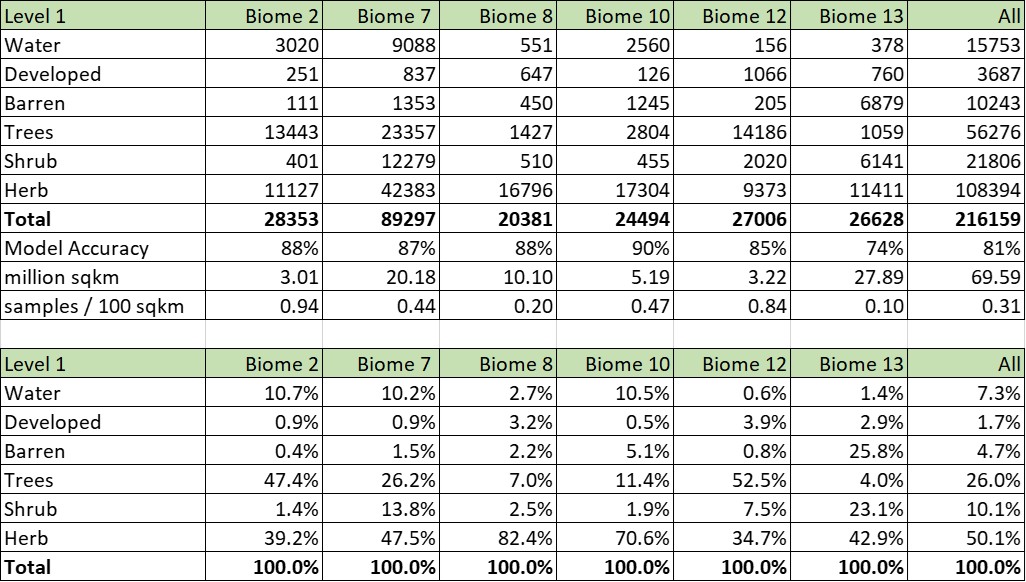 Level 1 Biome 2 Biome 7 Biome 8 Biome 10 Biome 12 Biome 13 All
Water 3020 9088 551 2560 156 378 15753
Developed 251 837 647 126 1066 760 3687
Barren 111 1353 450 1245 205 6879 10243
Trees 13443 23357 1427 2804 14186 1059 56276
Shrub 401 12279 510 455 2020 6141 21806
Herb 11127 42383 16796 17304 9373 11411 108394
Total 28353 89297 20381 24494 27006 26628 216159
Model Accuracy 88% 87% 88% 90% 85% 74% 81%
million sqkm 3.01 20.18 10.10 5.19 3.22 27.89 69.59
samples / 100 sqkm 0.94 0.44 0.20 0.47 0.84 0.10 0.31
Level 1 Biome 2 Biome 7 Biome 8 Biome 10 Biome 12 Biome 13 All
Water 10.7% 10.2% 2.7% 10.5% 0.6% 1.4% 7.3%
Developed 0.9% 0.9% 3.2% 0.5% 3.9% 2.9% 1.7%
Barren 0.4% 1.5% 2.2% 5.1% 0.8% 25.8% 4.7%
Trees 47.4% 26.2% 7.0% 11.4% 52.5% 4.0% 26.0%
Shrub 1.4% 13.8% 2.5% 1.9% 7.5% 23.1% 10.1%
Herb 39.2% 47.5% 82.4% 70.6% 34.7% 42.9% 50.1%
Total 100.0% 100.0% 100.0% 100.0% 100.0% 100.0% 100.0%